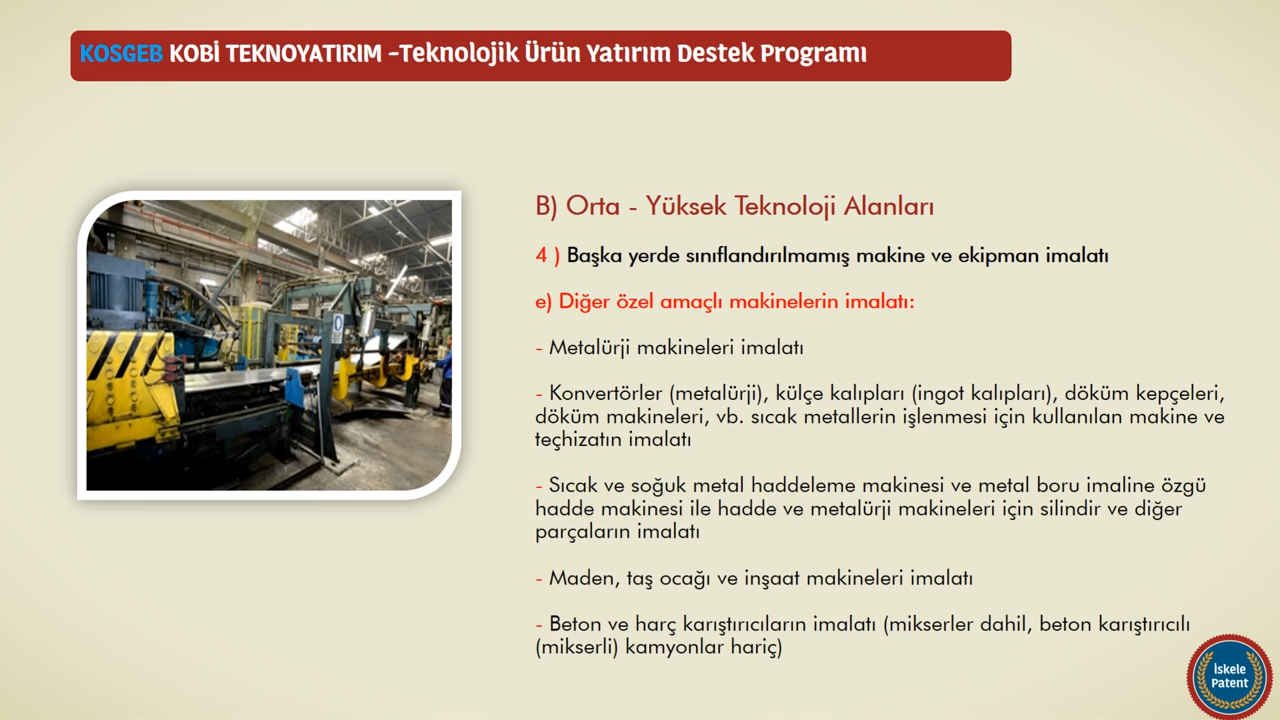 KOSGEB KOBİ TEKNOYATIRIM -Teknolojik Ürün Yatırım Destek Programı
B) Orta - Yüksek Teknoloji Alanları
4 ) Başka yerde sınıflandırılmamış makine ve ekipman imalatı
e) Diğer özel amaçlı makinelerin imalatı:
- Metalürji makineleri imalatı
- Konvertörler (metalürji), külçe kalıpları (ingot kalıpları), döküm kepçeleri,
döküm makineleri, vb. sıcak metallerin işlenmesi için kullanılan makine ve
teçhizatın imalatı
- Sıcak ve soğuk metal haddeleme makinesi ve metal boru imaline özgü
hadde makinesi ile hadde ve metalürji makineleri için silindir ve diğer
parçaların imalatı
- Maden, taş ocağı ve inşaat makineleri imalatı
- Beton ve harç karıştırıcıların imalatı (mikserler dahil, beton karıştırıcılı
(mikserli) kamyonlar hariç)
İskele
Patent